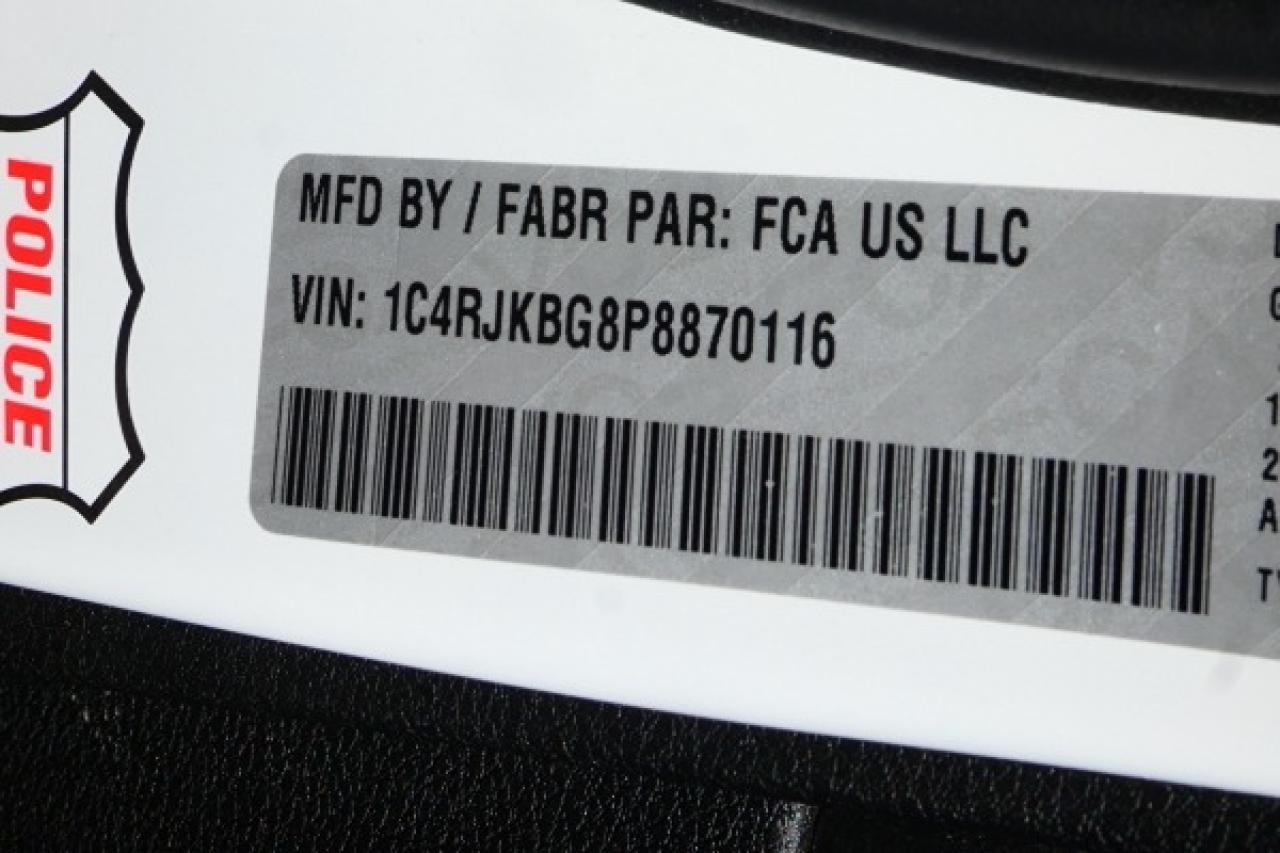 POLICE
MFD BY / FABR PAR: FCA US LLC
VIN: 1C4RJKBG8P8870116